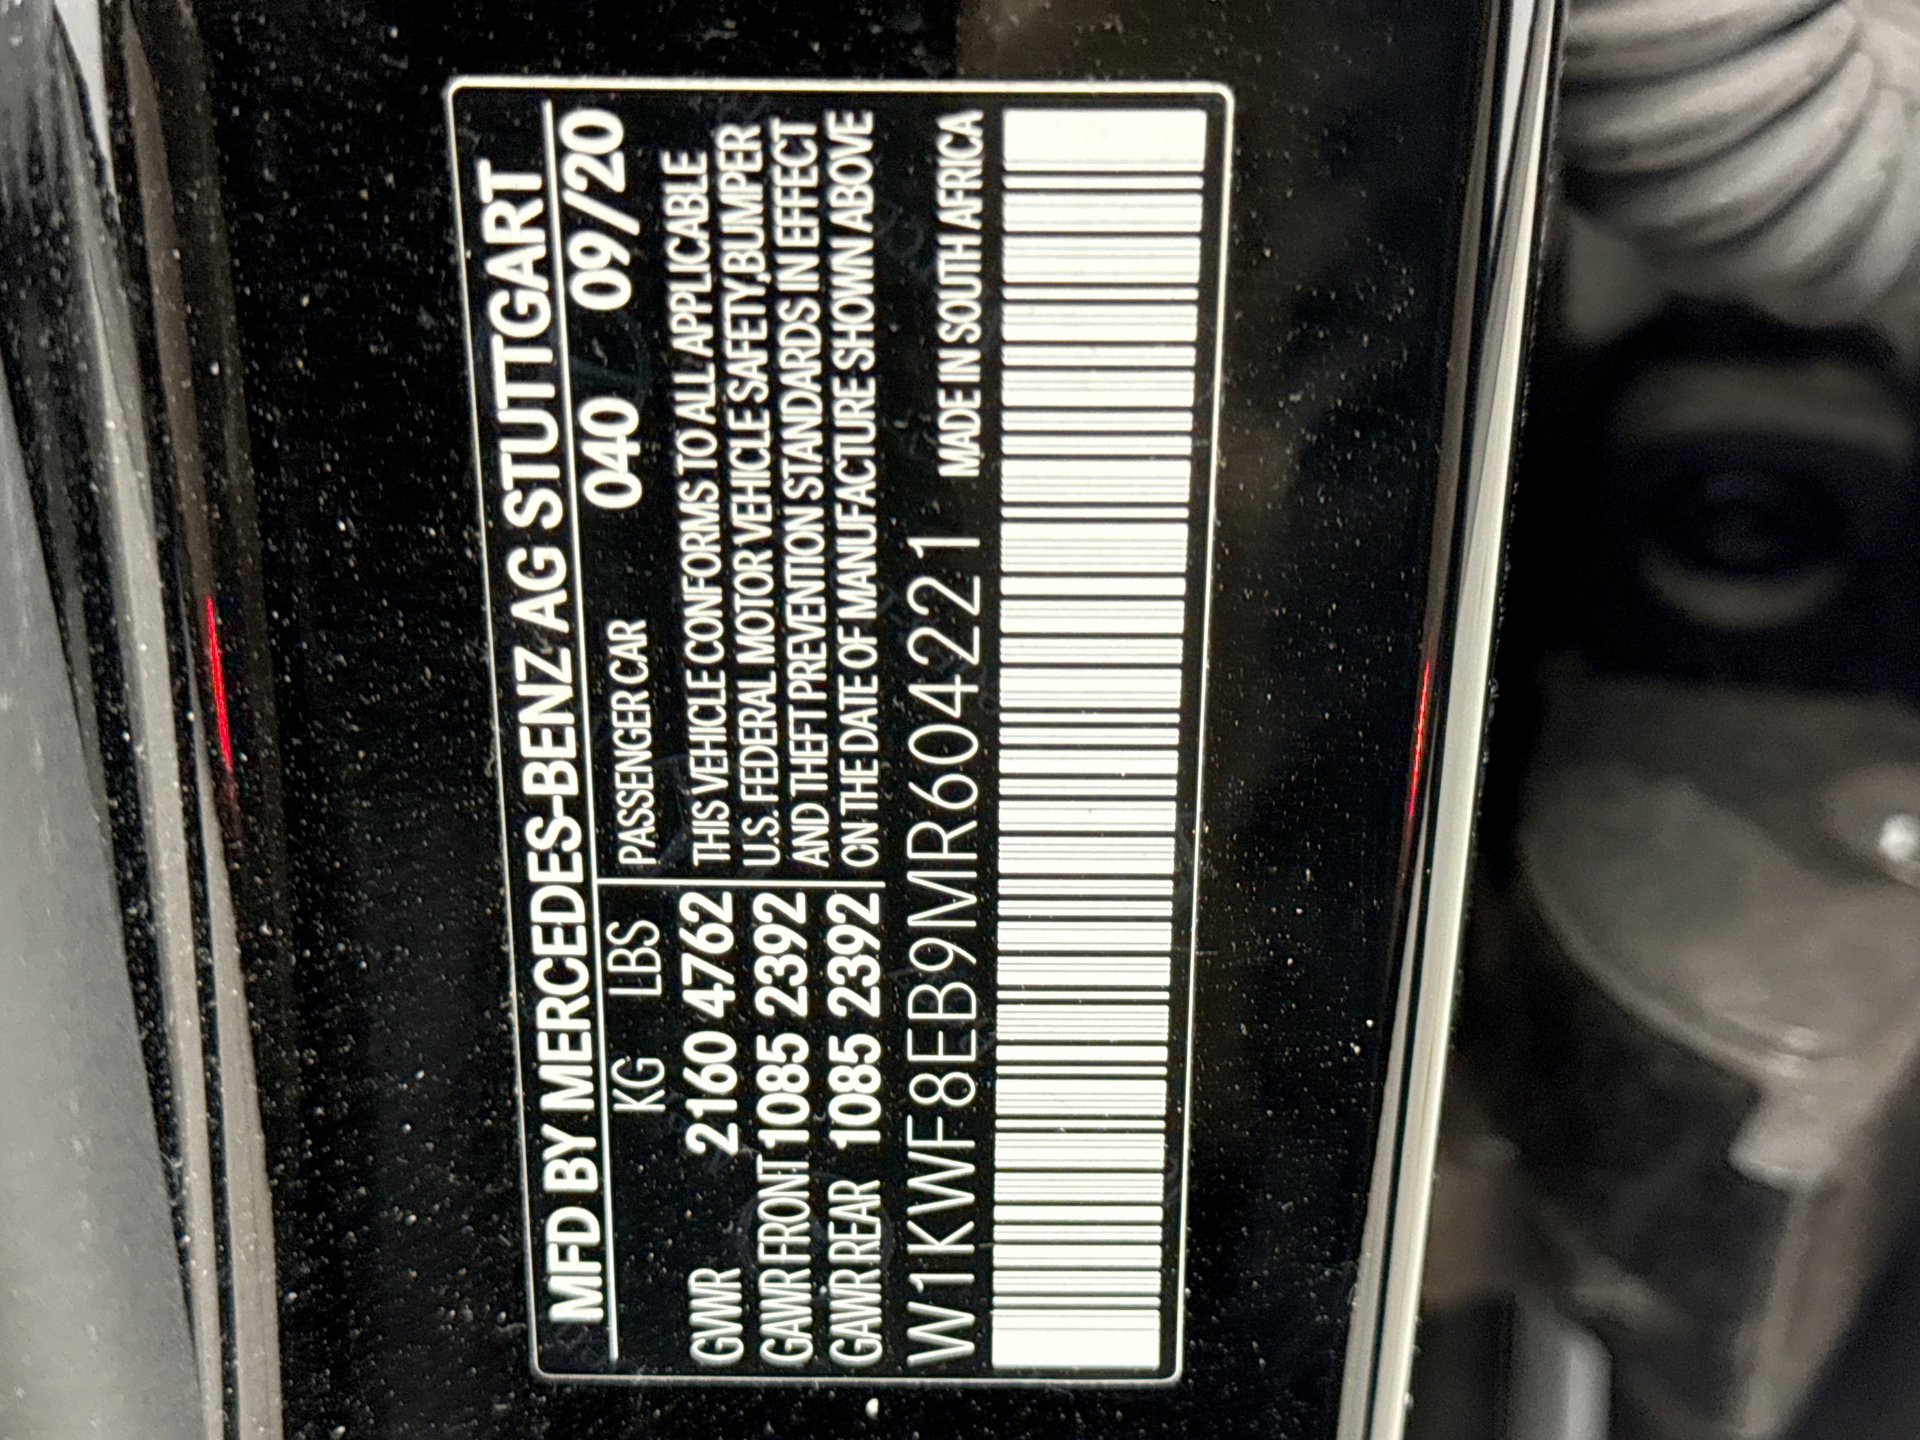 MFD BY MERCEDES-BENZ AG STUTTGART
KG LBS PASSENGER CAR 040 09/20
GVWR 2160 4762 THIS VEHICLE CONFORMS TO ALL APPLICABLE
GAWR FRONT 1085 2392 U.S. FEDERAL MOTOR VEHICLE SAFETY, BUMPER
GAWR REAR 1085 2392 AND THEFT PREVENTION STANDARDS IN EFFECT
ON THE DATE OF MANUFACTURE SHOWN ABOVE
W1KWF8EB9MR604221 MADE IN SOUTH AFRICA